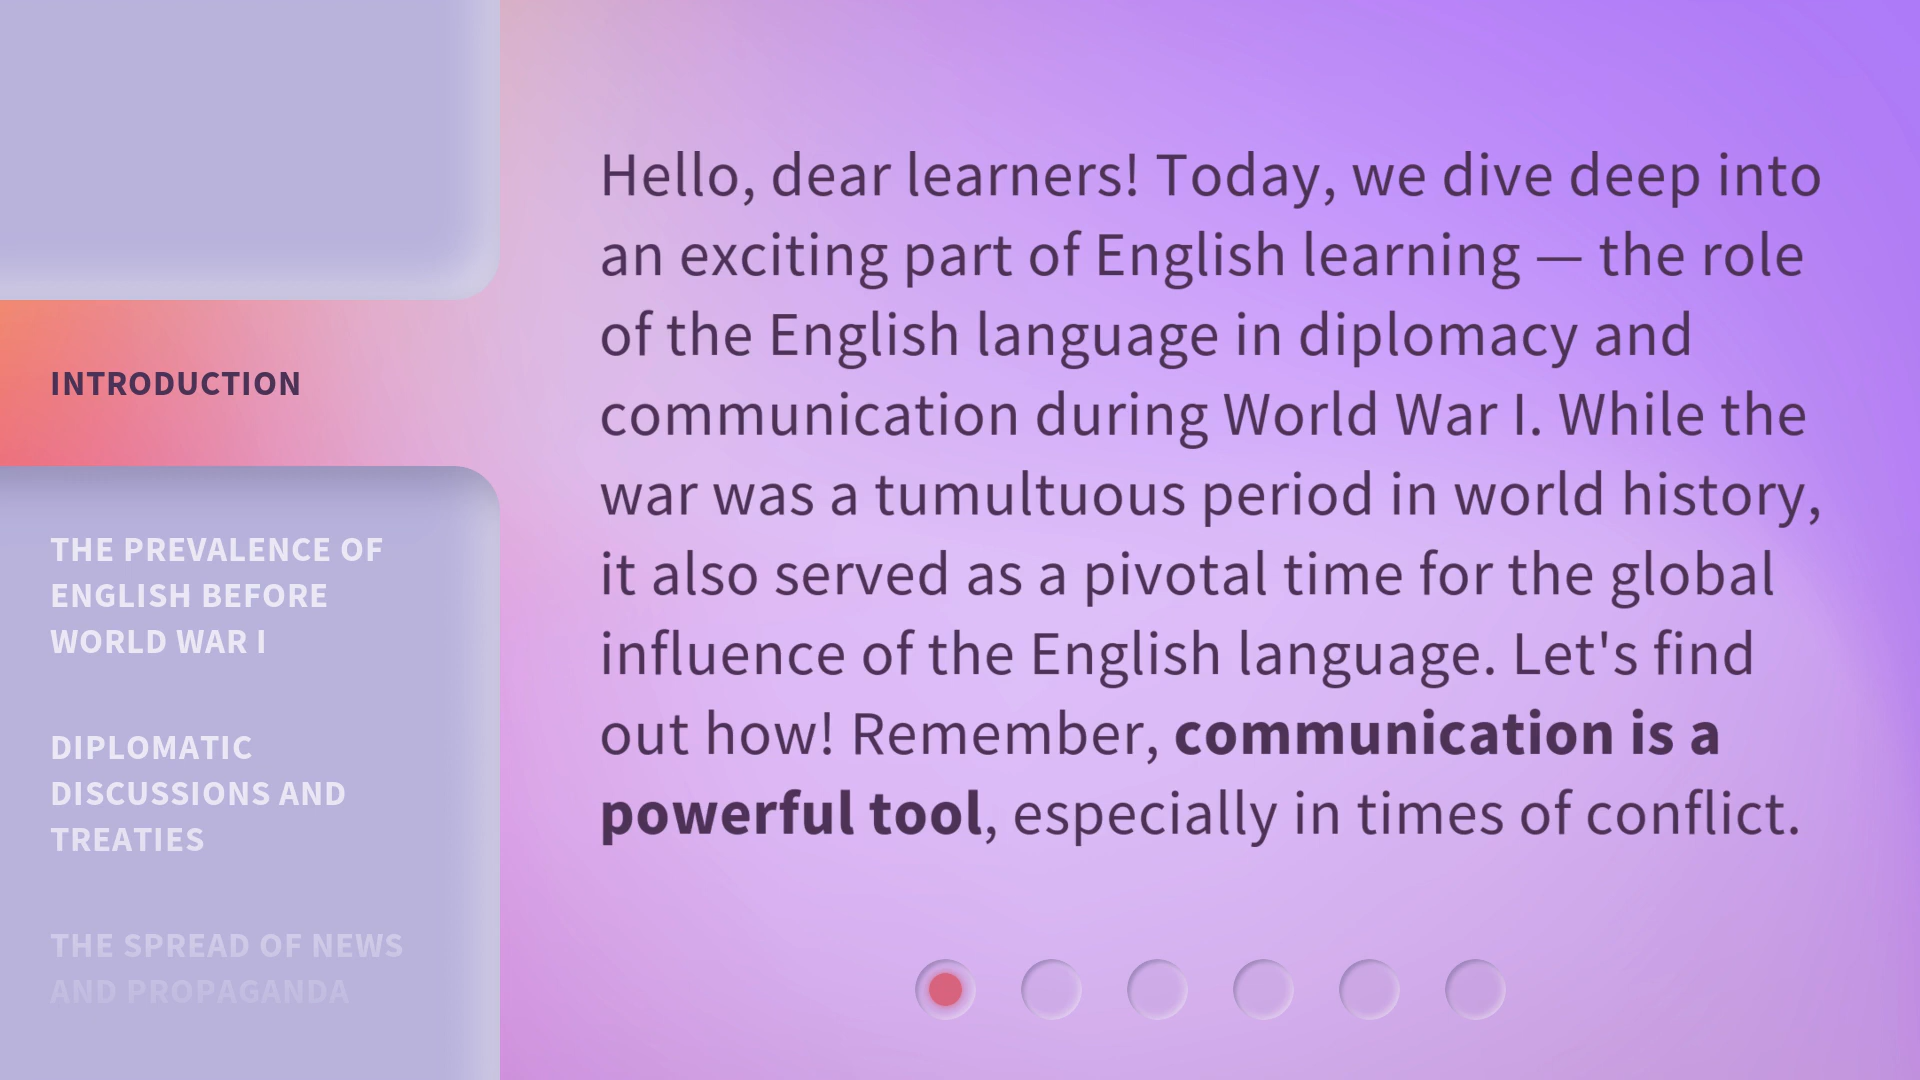 INTRODUCTION
THE PREVALENCE OF
ENGLISH BEFORE
WORLD WAR I
DIPLOMATIC
DISCUSSIONS AND
TREATIES
THE SPREAD OF NEWS
AND PROPAGANDA
Hello, dear learners! Today, we dive deep into
an exciting part of English learning — the role
of the English language in diplomacy and
communication during World War I. While the
war was a tumultuous period in world history,
it also served as a pivotal time for the global
influence of the English language. Let's find
out how! Remember, communication is a
powerful tool, especially in times of conflict.